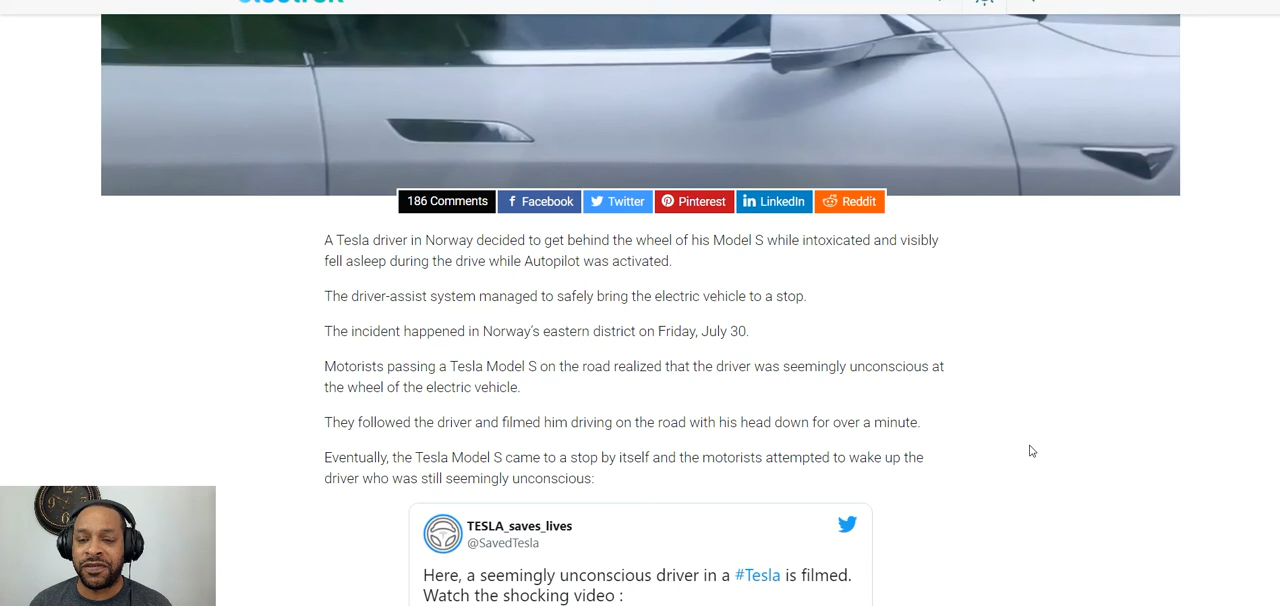 186 Comments
Facebook
Twitter
Pinterest
LinkedIn
Reddit
A Tesla driver in Norway decided to get behind the wheel of his Model S while intoxicated and visibly
fell asleep during the drive while Autopilot was activated.
The driver-assist system managed to safely bring the electric vehicle to a stop.
The incident happened in Norway’s eastern district on Friday, July 30.
Motorists passing a Tesla Model S on the road realized that the driver was seemingly unconscious at
the wheel of the electric vehicle.
They followed the driver and filmed him driving on the road with his head down for over a minute.
Eventually, the Tesla Model S came to a stop by itself and the motorists attempted to wake up the
driver who was still seemingly unconscious:
TESLA_saves_lives
@SavedTesla
Here, a seemingly unconscious driver in a #Tesla is filmed.
Watch the shocking video :